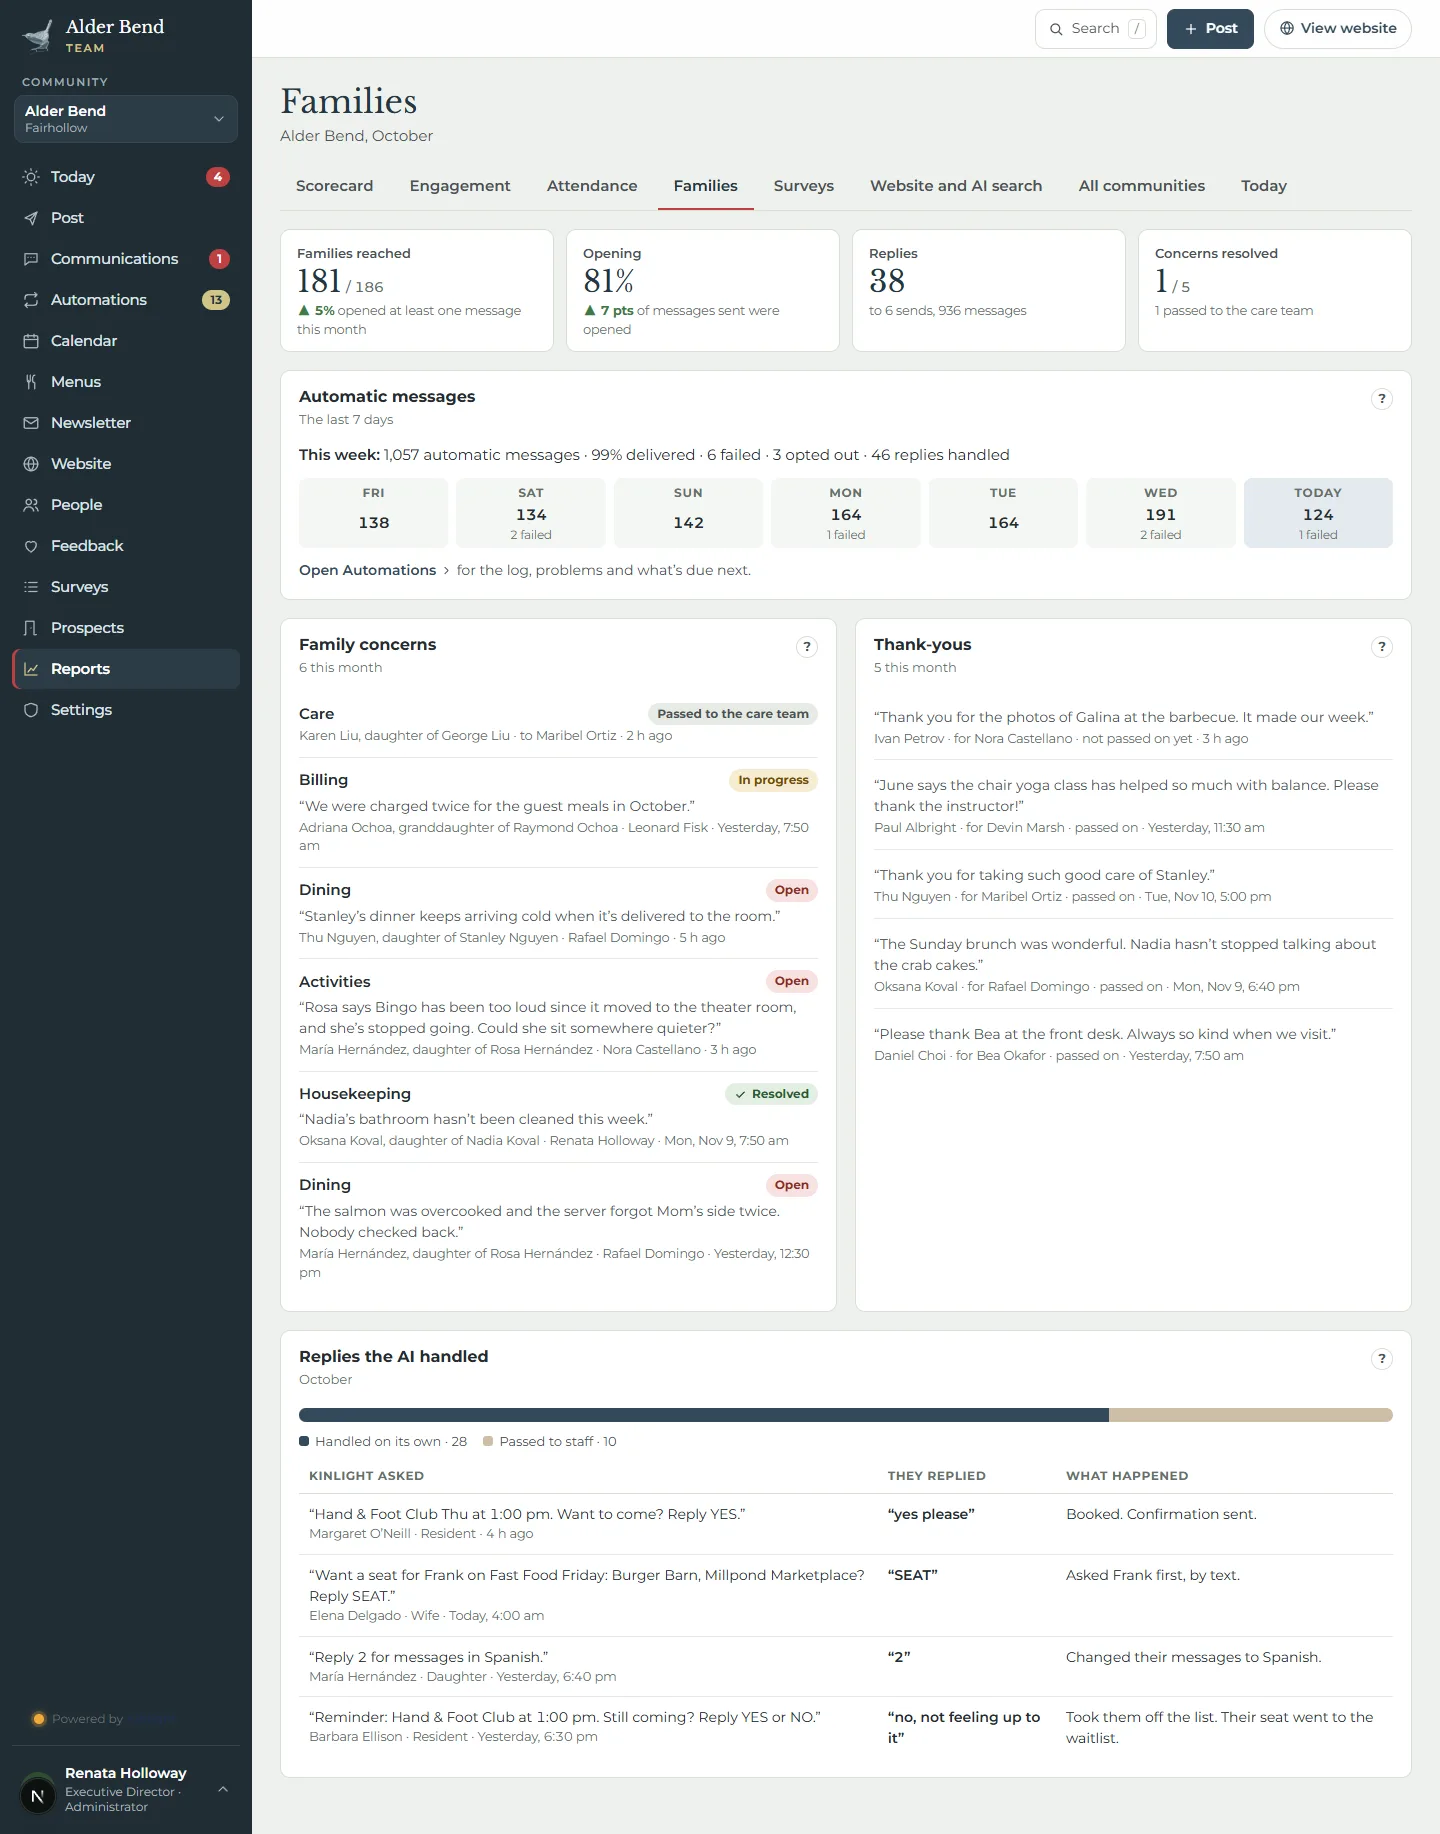 Alder Bend
TEAM
COMMUNITY
Alder Bend
Fairhollow
Today
4
Post
Communications
1
Automations
13
Calendar
Menus
Newsletter
Website
People
Feedback
Surveys
Prospects
Reports
Settings
Powered by
Renata Holloway
Executive Director ·
Administrator
N
Search
/
Post
View website
Families
Alder Bend, October
Scorecard
Engagement
Attendance
Families
Surveys
Website and AI search
All communities
Today
Families reached
181 / 186
▲ 5% opened at least one message
this month
Opening
81%
▲ 7 pts of messages sent were
opened
Replies
38
to 6 sends, 936 messages
Concerns resolved
1 / 5
1 passed to the care team
Automatic messages
?
The last 7 days
This week: 1,057 automatic messages · 99% delivered · 6 failed · 3 opted out · 46 replies handled
FRI
138
SAT
134
2 failed
SUN
142
MON
164
1 failed
TUE
164
WED
191
2 failed
TODAY
124
1 failed
Open Automations › for the log, problems and what’s due next.
Family concerns
?
6 this month
Care
Passed to the care team
Karen Liu, daughter of George Liu · to Maribel Ortiz · 2 h ago
Billing
In progress
“We were charged twice for the guest meals in October.”
Adriana Ochoa, granddaughter of Raymond Ochoa · Leonard Fisk · Yesterday, 7:50
am
Dining
Open
“Stanley’s dinner keeps arriving cold when it’s delivered to the room.”
Thu Nguyen, daughter of Stanley Nguyen · Rafael Domingo · 5 h ago
Activities
Open
“Rosa says Bingo has been too loud since it moved to the theater room,
and she’s stopped going. Could she sit somewhere quieter?”
María Hernández, daughter of Rosa Hernández · Nora Castellano · 3 h ago
Housekeeping
Resolved
“Nadia’s bathroom hasn’t been cleaned this week.”
Oksana Koval, daughter of Nadia Koval · Renata Holloway · Mon, Nov 9, 7:50 am
Dining
Open
“The salmon was overcooked and the server forgot Mom’s side twice.
Nobody checked back.”
María Hernández, daughter of Rosa Hernández · Rafael Domingo · Yesterday, 12:30
pm
Thank-yous
?
5 this month
“Thank you for the photos of Galina at the barbecue. It made our week.”
Ivan Petrov · for Nora Castellano · not passed on yet · 3 h ago
“June says the chair yoga class has helped so much with balance. Please
thank the instructor!”
Paul Albright · for Devin Marsh · passed on · Yesterday, 11:30 am
“Thank you for taking such good care of Stanley.”
Thu Nguyen · for Maribel Ortiz · passed on · Tue, Nov 10, 5:00 pm
“The Sunday brunch was wonderful. Nadia hasn’t stopped talking about
the crab cakes.”
Oksana Koval · for Rafael Domingo · passed on · Mon, Nov 9, 6:40 pm
“Please thank Bea at the front desk. Always so kind when we visit.”
Daniel Choi · for Bea Okafor · passed on · Yesterday, 7:50 am
Replies the AI handled
?
October
Handled on its own · 28
Passed to staff · 10
KINLIGHT ASKED
THEY REPLIED
WHAT HAPPENED
“Hand & Foot Club Thu at 1:00 pm. Want to come? Reply YES.”
Margaret O’Neill · Resident · 4 h ago
“yes please”
Booked. Confirmation sent.
“Want a seat for Frank on Fast Food Friday: Burger Barn, Millpond Marketplace?
Reply SEAT.”
Elena Delgado · Wife · Today, 4:00 am
“SEAT”
Asked Frank first, by text.
“Reply 2 for messages in Spanish.”
María Hernández · Daughter · Yesterday, 6:40 pm
“2”
Changed their messages to Spanish.
“Reminder: Hand & Foot Club at 1:00 pm. Still coming? Reply YES or NO.”
Barbara Ellison · Resident · Yesterday, 6:30 pm
“no, not feeling up to
it”
Took them off the list. Their seat went to the
waitlist.